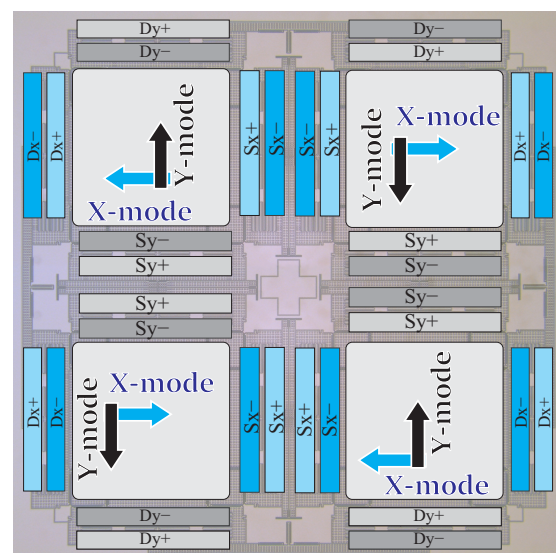 Dy+ Dy−
Dy− Dy+
Dx− Dx+ Sx+ Sx− Sx− Sx+ Dx+ Dx−
Y-mode X-mode
X-mode Y-mode
Sy− Sy+
Sy+ Sy−
Dy+ Sy−
Sy− Sy+
Dx+ Dx− Sx− Sx+ Sx+ Sx− Dx− Dx+
X-mode Y-mode
Y-mode X-mode
Dy− Dy+
Dy+ Dy−